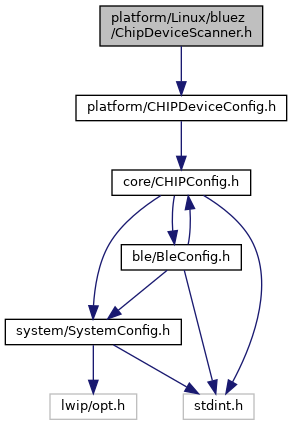 platform/Linux/bluez
/ChipDeviceScanner.h
platform/CHIPDeviceConfig.h
core/CHIPConfig.h
ble/BleConfig.h
system/SystemConfig.h
lwip/opt.h
stdint.h